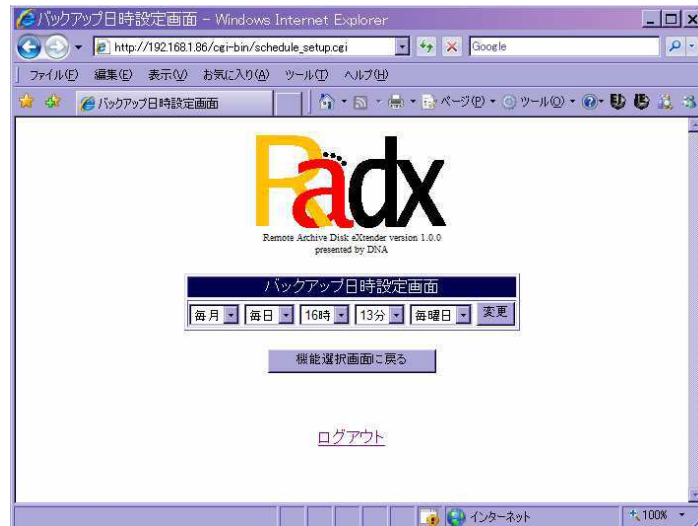 バックアップ日時設定画面 - Windows Internet Explorer
http://192.168.1.86/cgi-bin/schedule_setup.cgi
Google
ファイル(F) 編集(E) 表示(V) お気に入り(A) ツール(T) ヘルプ(H)
バックアップ日時設定画面
ページ(P) ツール(O)
Radx
Remote Archive Disk eXtender version 1.0.0
presented by DNA
バックアップ日時設定画面
毎月 毎日 16時 13分 毎曜日 変更
機能選択画面に戻る
ログアウト
インターネット 100%